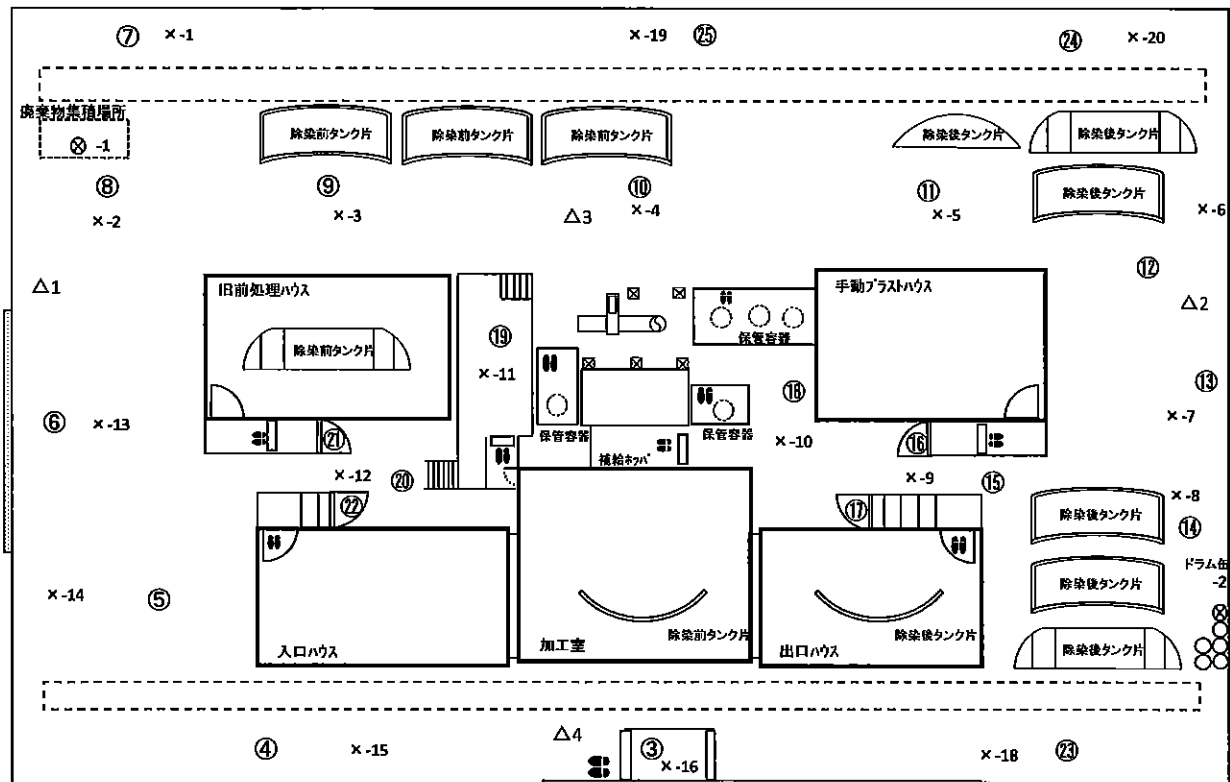 ⑦ ×-1 ×-19 ㉕ ㉔ ×-20
廃棄物集積場所
⊗ -1
除染前タンク片 除染前タンク片 除染前タンク片 除染後タンク片 除染後タンク片
⑧ ⑨ ⑩ ⑪ 除染後タンク片
×-2 ×-3 △3 ×-4 ×-5 ×-6
⑫
△1 旧前処理ハウス 手動ブラストハウス △2
⑲ 保管容器
除染前タンク片
×-11 ⑱ ⑬
⑥ ×-13 ×-7
保管容器 保管容器
㉑ ×-10 ⑯
補給ホッパ
×-12 ⑳ ×-9 ⑮
㉒ ⑰ ×-8
除染後タンク片 ⑭
ドラム缶
-2
除染後タンク片
×-14 ⑤
入口ハウス 加工室 除染前タンク片 出口ハウス 除染後タンク片 除染後タンク片
④ ×-15 △4 ③ ×-16 ×-18 ㉓